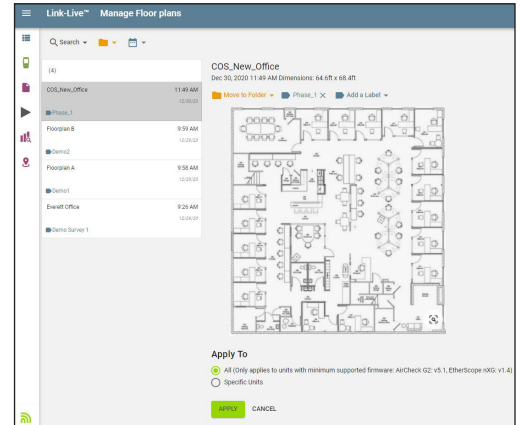 Link-Live™ Manage Floor plans
Search
(4)
COS_New_Office 11:49 AM
12/30/20
Phase_1
Floorplan B 9:59 AM
12/29/20
Demo2
Floorplan A 9:58 AM
12/29/20
Demo1
Everett Office 9:26 AM
12/24/20
Demo Survey 1
COS_New_Office
Dec 30, 2020 11:49 AM Dimensions: 64.6ft x 68.4ft
Move to Folder Phase_1 Add a Label
Apply To
All (Only applies to units with minimum supported firmware: AirCheck G2: v5.1, EtherScope nXG: v1.4)
Specific Units
APPLY CANCEL